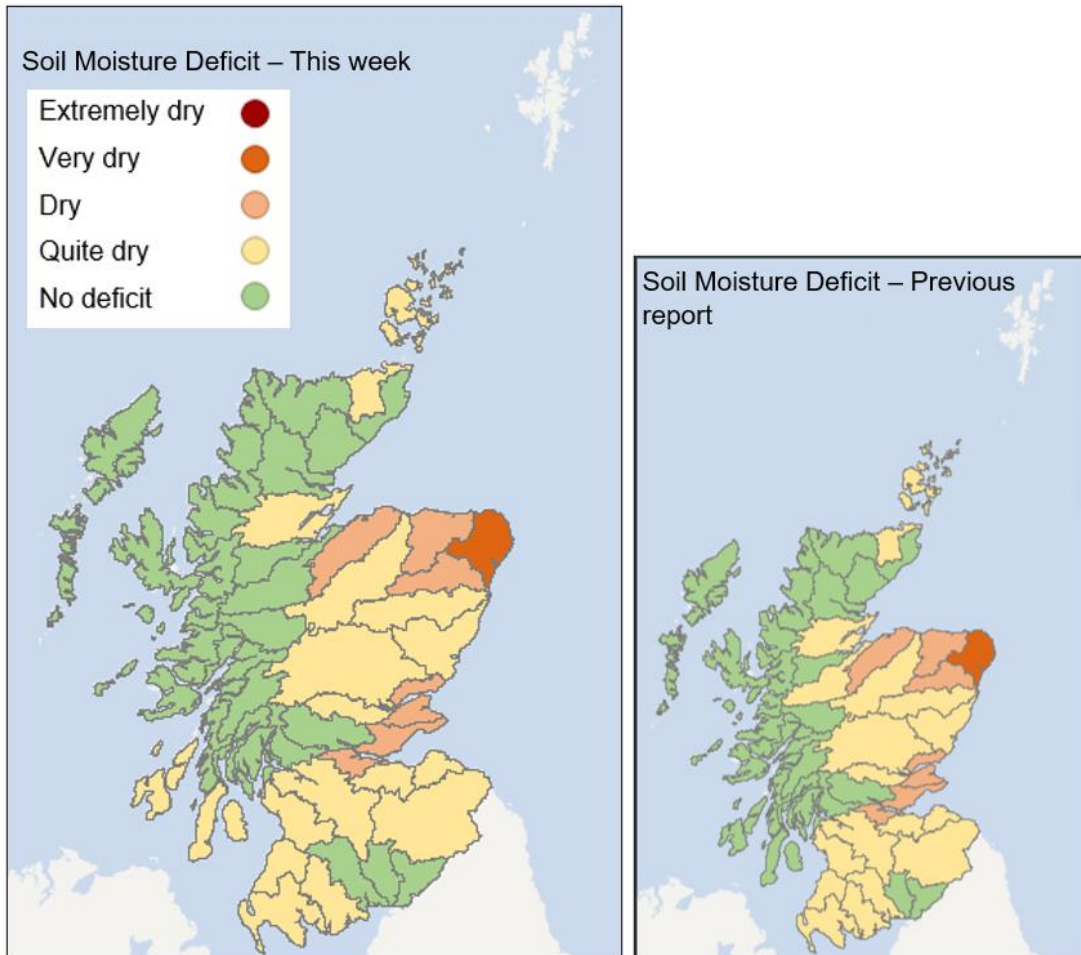 Soil Moisture Deficit – This week
Extremely dry
Very dry
Dry
Quite dry
No deficit
Soil Moisture Deficit – Previous
report